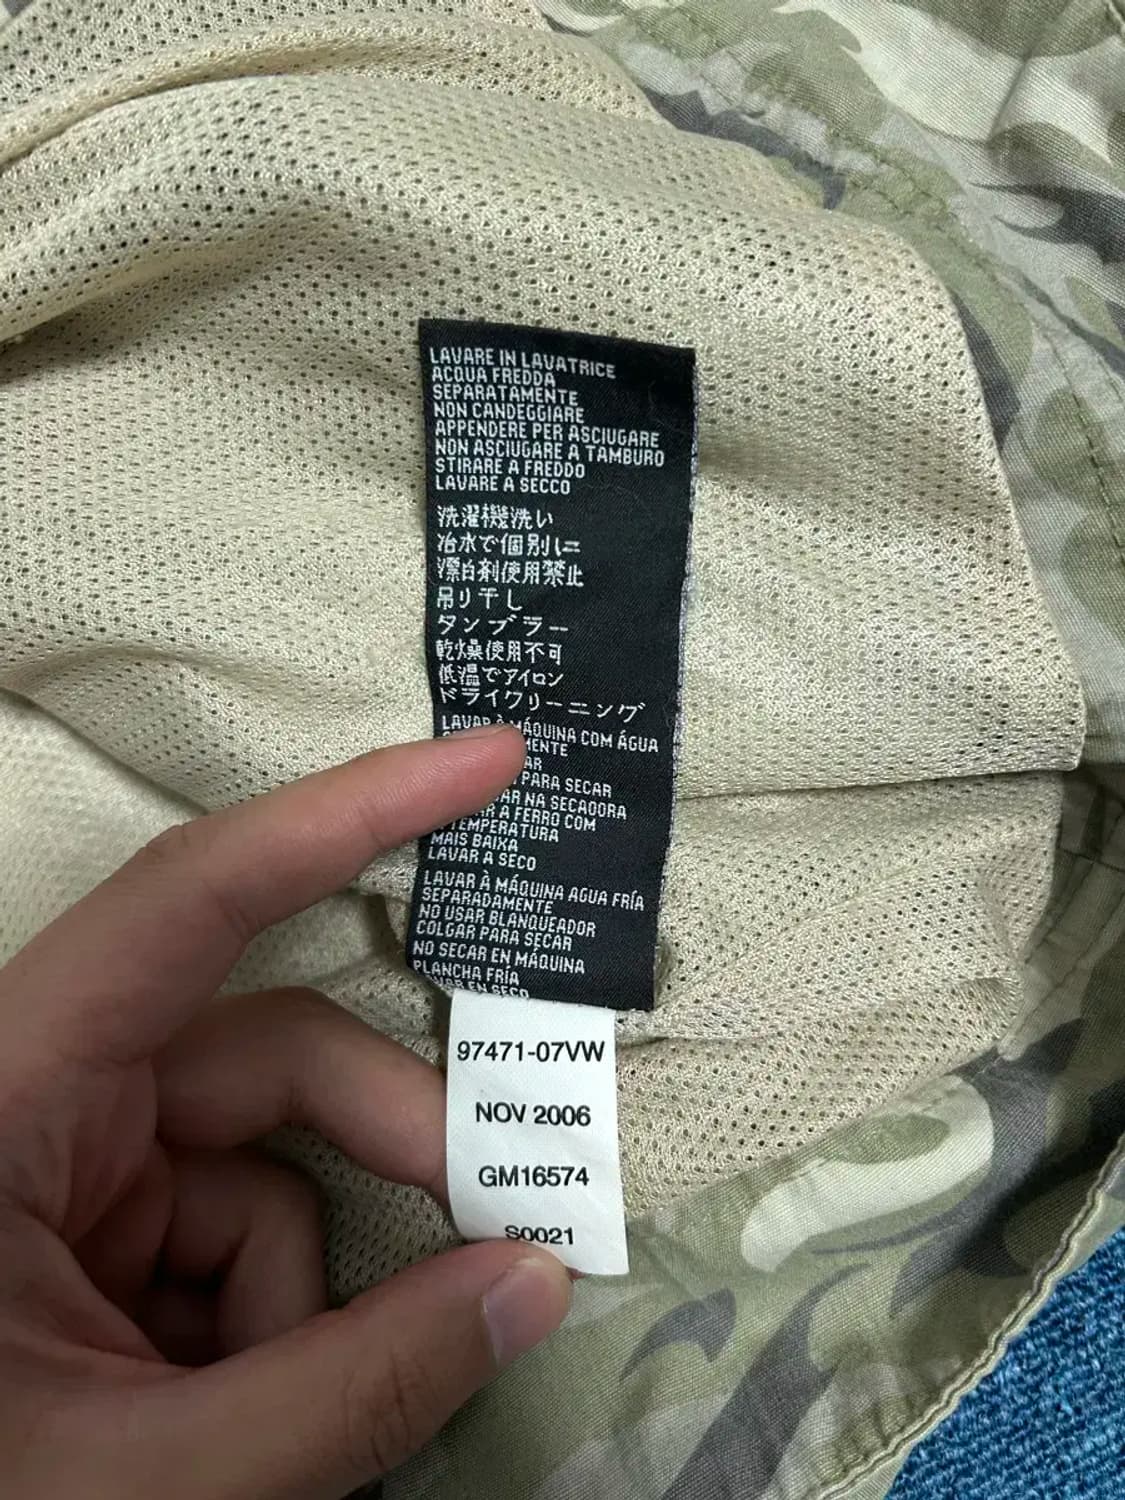 LAVARE IN LAVATRICE
ACQUA FREDDA
SEPARATAMENTE
NON CANDEGGIARE
APPENDERE PER ASCIUGARE
NON ASCIUGARE A TAMBURO
STIRARE A FREDDO
LAVARE A SECCO
洗濯機洗い
冶水で個別に
漂白剤使用禁止
吊り干し
タンブラー
乾燥使用不可
低温でアイロン
ドライクリーニング
LAVAR À MÁQUINA COM ÁGUA
PARA SECAR
NA SECADORA
A FERRO COM
TEMPERATURA
MAIS BAIXA
LAVAR A SECO
LAVAR À MÁQUINA AGUA FRÍA
SEPARADAMENTE
NO USAR BLANQUEADOR
COLGAR PARA SECAR
NO SECAR EN MÁQUINA
PLANCHA FRÍA
EN SECO
97471-07VW
NOV 2006
GM16574
S0021